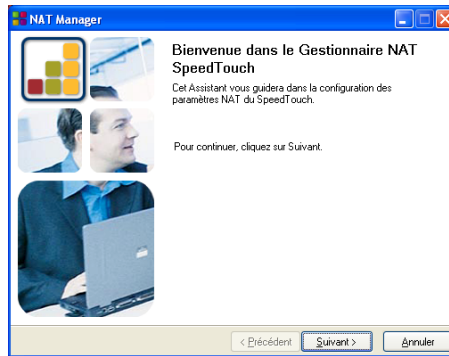 NAT Manager
Bienvenue dans le Gestionnaire NAT
SpeedTouch
Cet Assistant vous guidera dans la configuration des
paramètres NAT du SpeedTouch.
Pour continuer, cliquez sur Suivant.
< Précédent Suivant > Annuler